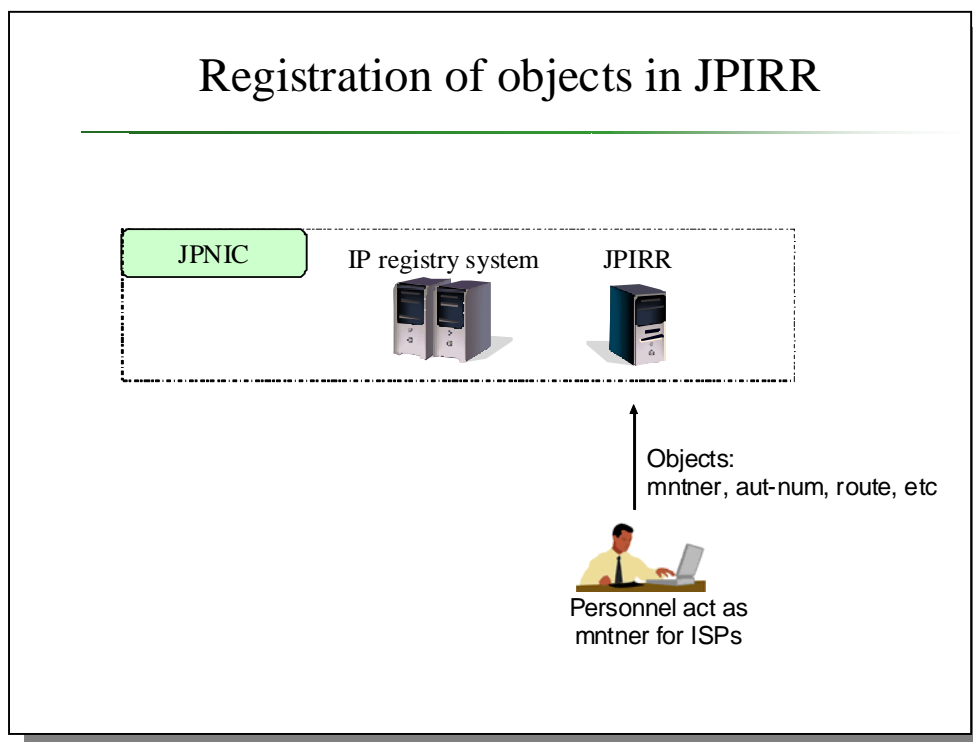 Registration of objects in JPIRR
JPNIC
IP registry system
JPIRR
Objects:
mntner, aut-num, route, etc
Personnel act as
mntner for ISPs